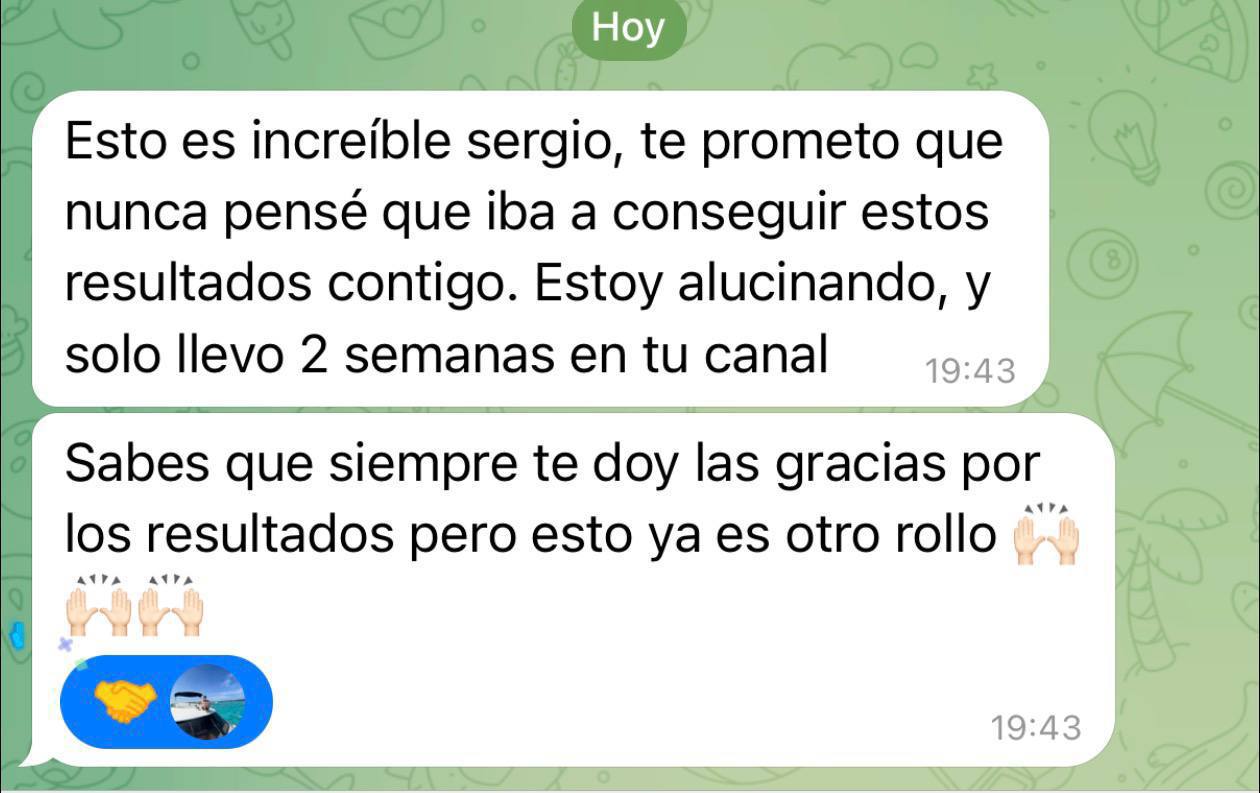 Hoy
Esto es increíble sergio, te prometo que
nunca pensé que iba a conseguir estos
resultados contigo. Estoy alucinando, y
solo llevo 2 semanas en tu canal
19:43
Sabes que siempre te doy las gracias por
los resultados pero esto ya es otro rollo 🙌🏻
🙌🏻🙌🏻
19:43